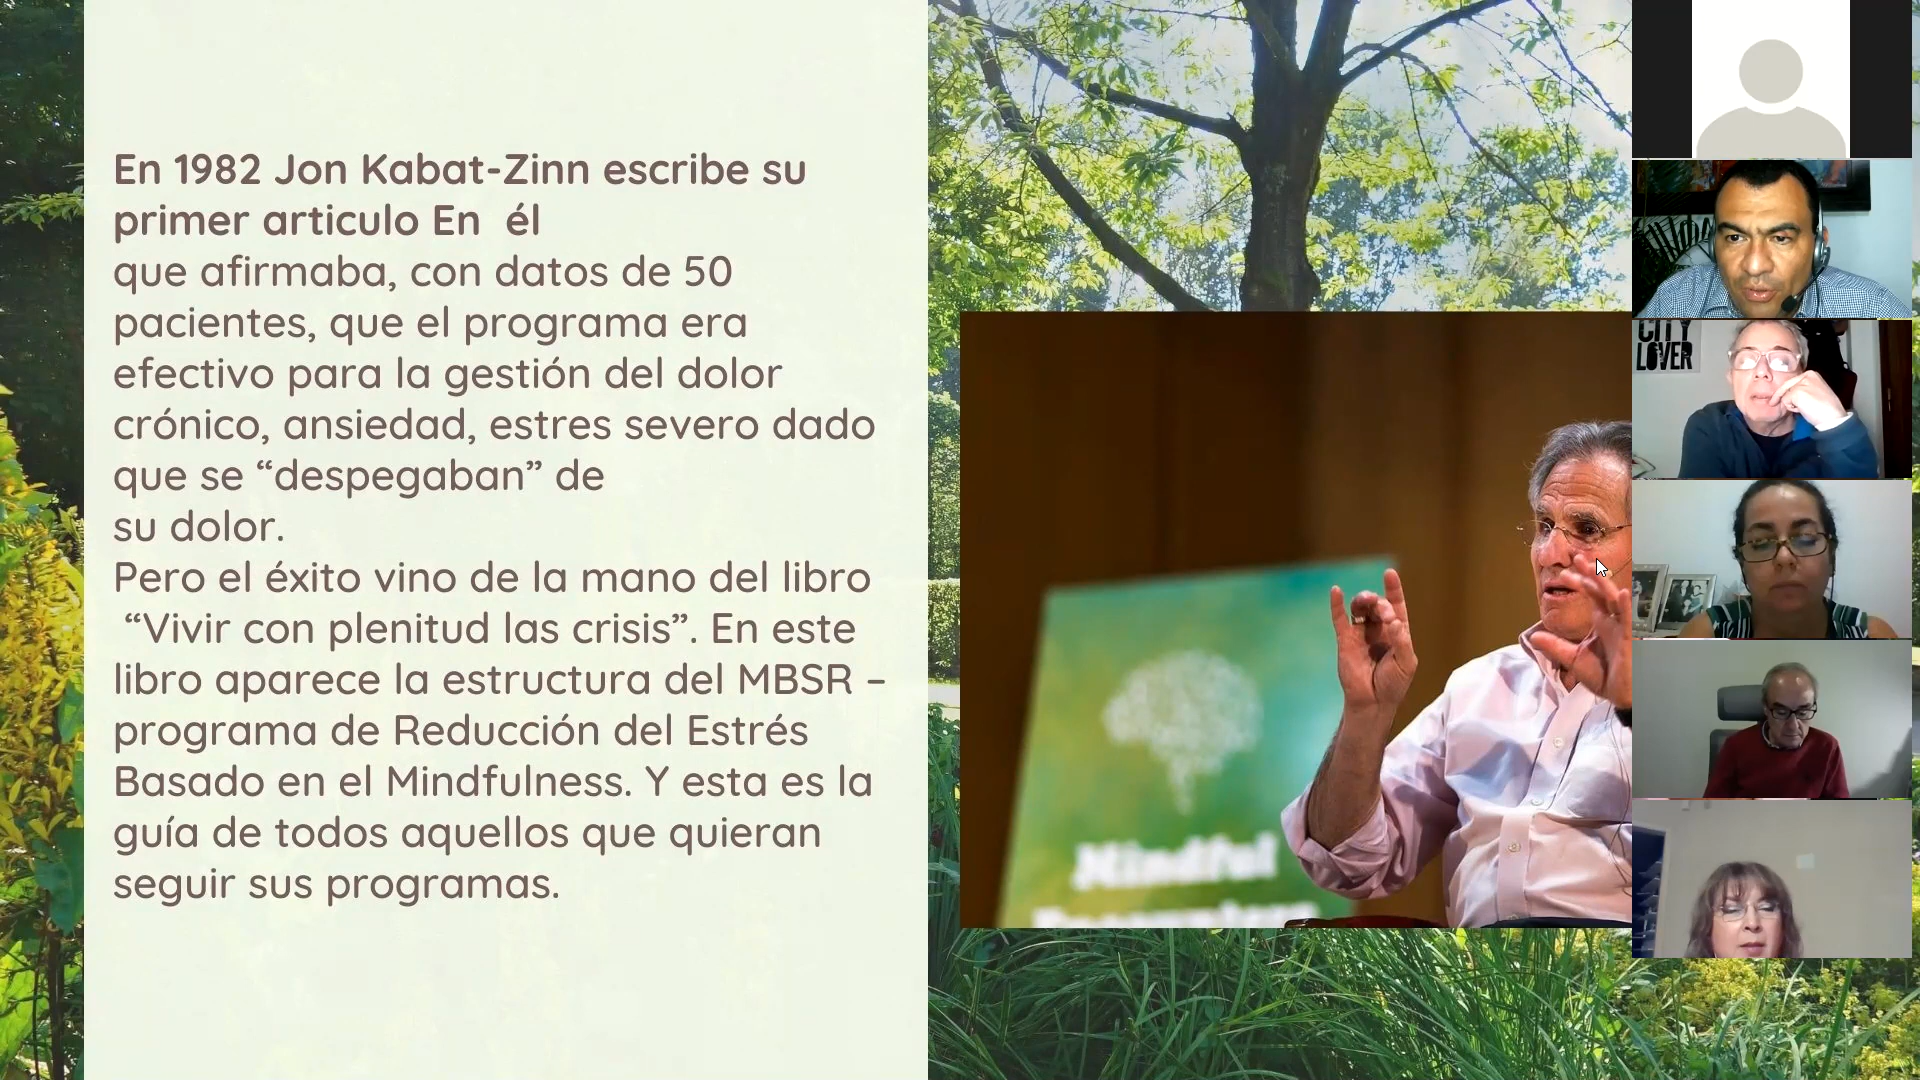 En 1982 Jon Kabat-Zinn escribe su
primer articulo En  él
que afirmaba, con datos de 50
pacientes, que el programa era
efectivo para la gestión del dolor
crónico, ansiedad, estres severo dado
que se “despegaban” de
su dolor.
Pero el éxito vino de la mano del libro
“Vivir con plenitud las crisis”. En este
libro aparece la estructura del MBSR –
programa de Reducción del Estrés
Basado en el Mindfulness. Y esta es la
guía de todos aquellos que quieran
seguir sus programas.
Mindful
CITY
LOVER